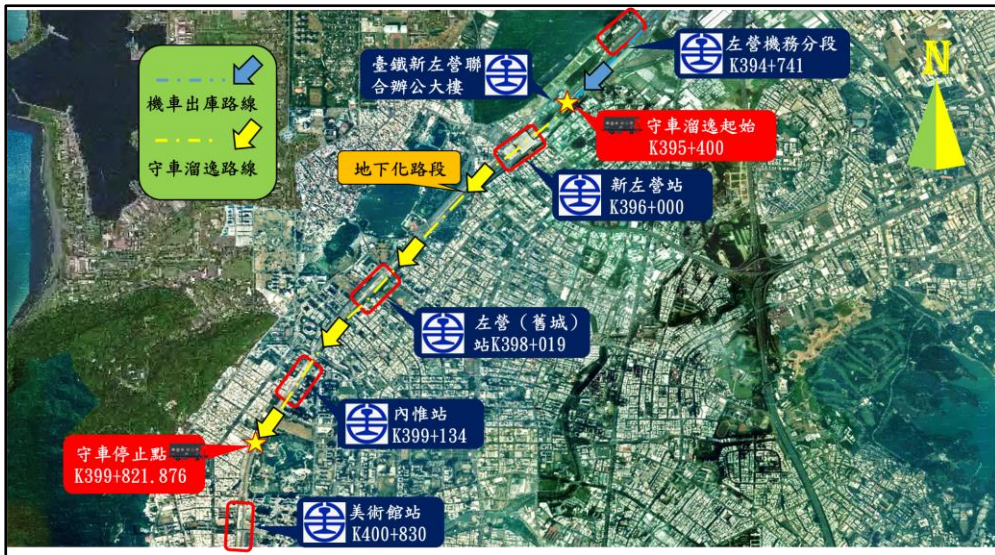 機車出庫路線
守車溜逸路線
臺鐵新左營聯
合辦公大樓
左營機務分段
K394+741
N
守車溜逸起始
K395+400
地下化路段
新左營站
K396+000
左營（舊城）
站K398+019
內惟站
K399+134
守車停止點
K399+821.876
美術館站
K400+830